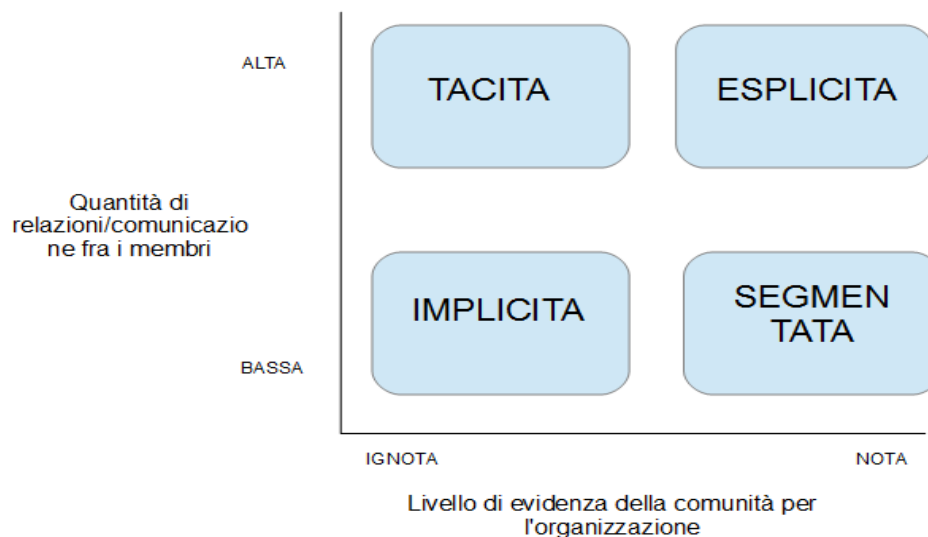 ALTA
TACITA
ESPLICITA
Quantità di
relazioni/comunicazio
ne fra i membri
IMPLICITA
SEGMEN
TATA
BASSA
IGNOTA
NOTA
Livello di evidenza della comunità per
l'organizzazione